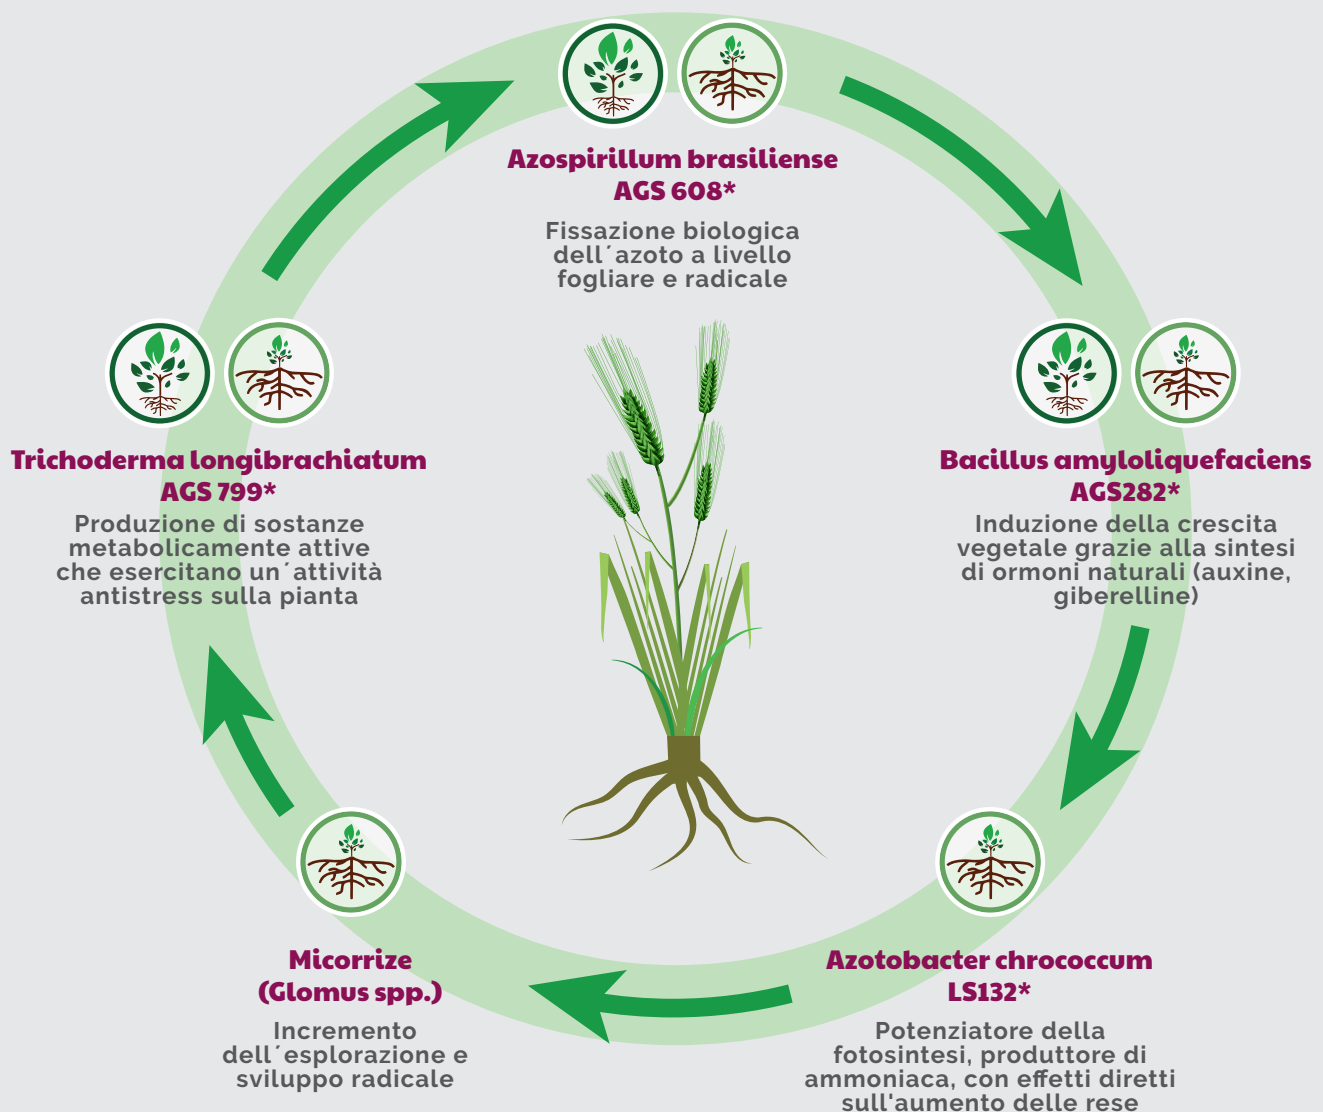 Azospirillum brasiliense
AGS 608*
Fissazione biologica
dell´azoto a livello
fogliare e radicale
Trichoderma longibrachiatum
AGS 799*
Produzione di sostanze
metabolicamente attive
che esercitano un´attività
antistress sulla pianta
Bacillus amyloliquefaciens
AGS282*
Induzione della crescita
vegetale grazie alla sintesi
di ormoni naturali (auxine,
giberelline)
Micorrize
(Glomus spp.)
Incremento
dell´esplorazione e
sviluppo radicale
Azotobacter chrococcum
LS132*
Potenziatore della
fotosintesi, produttore di
ammoniaca, con effetti diretti
sull'aumento delle rese